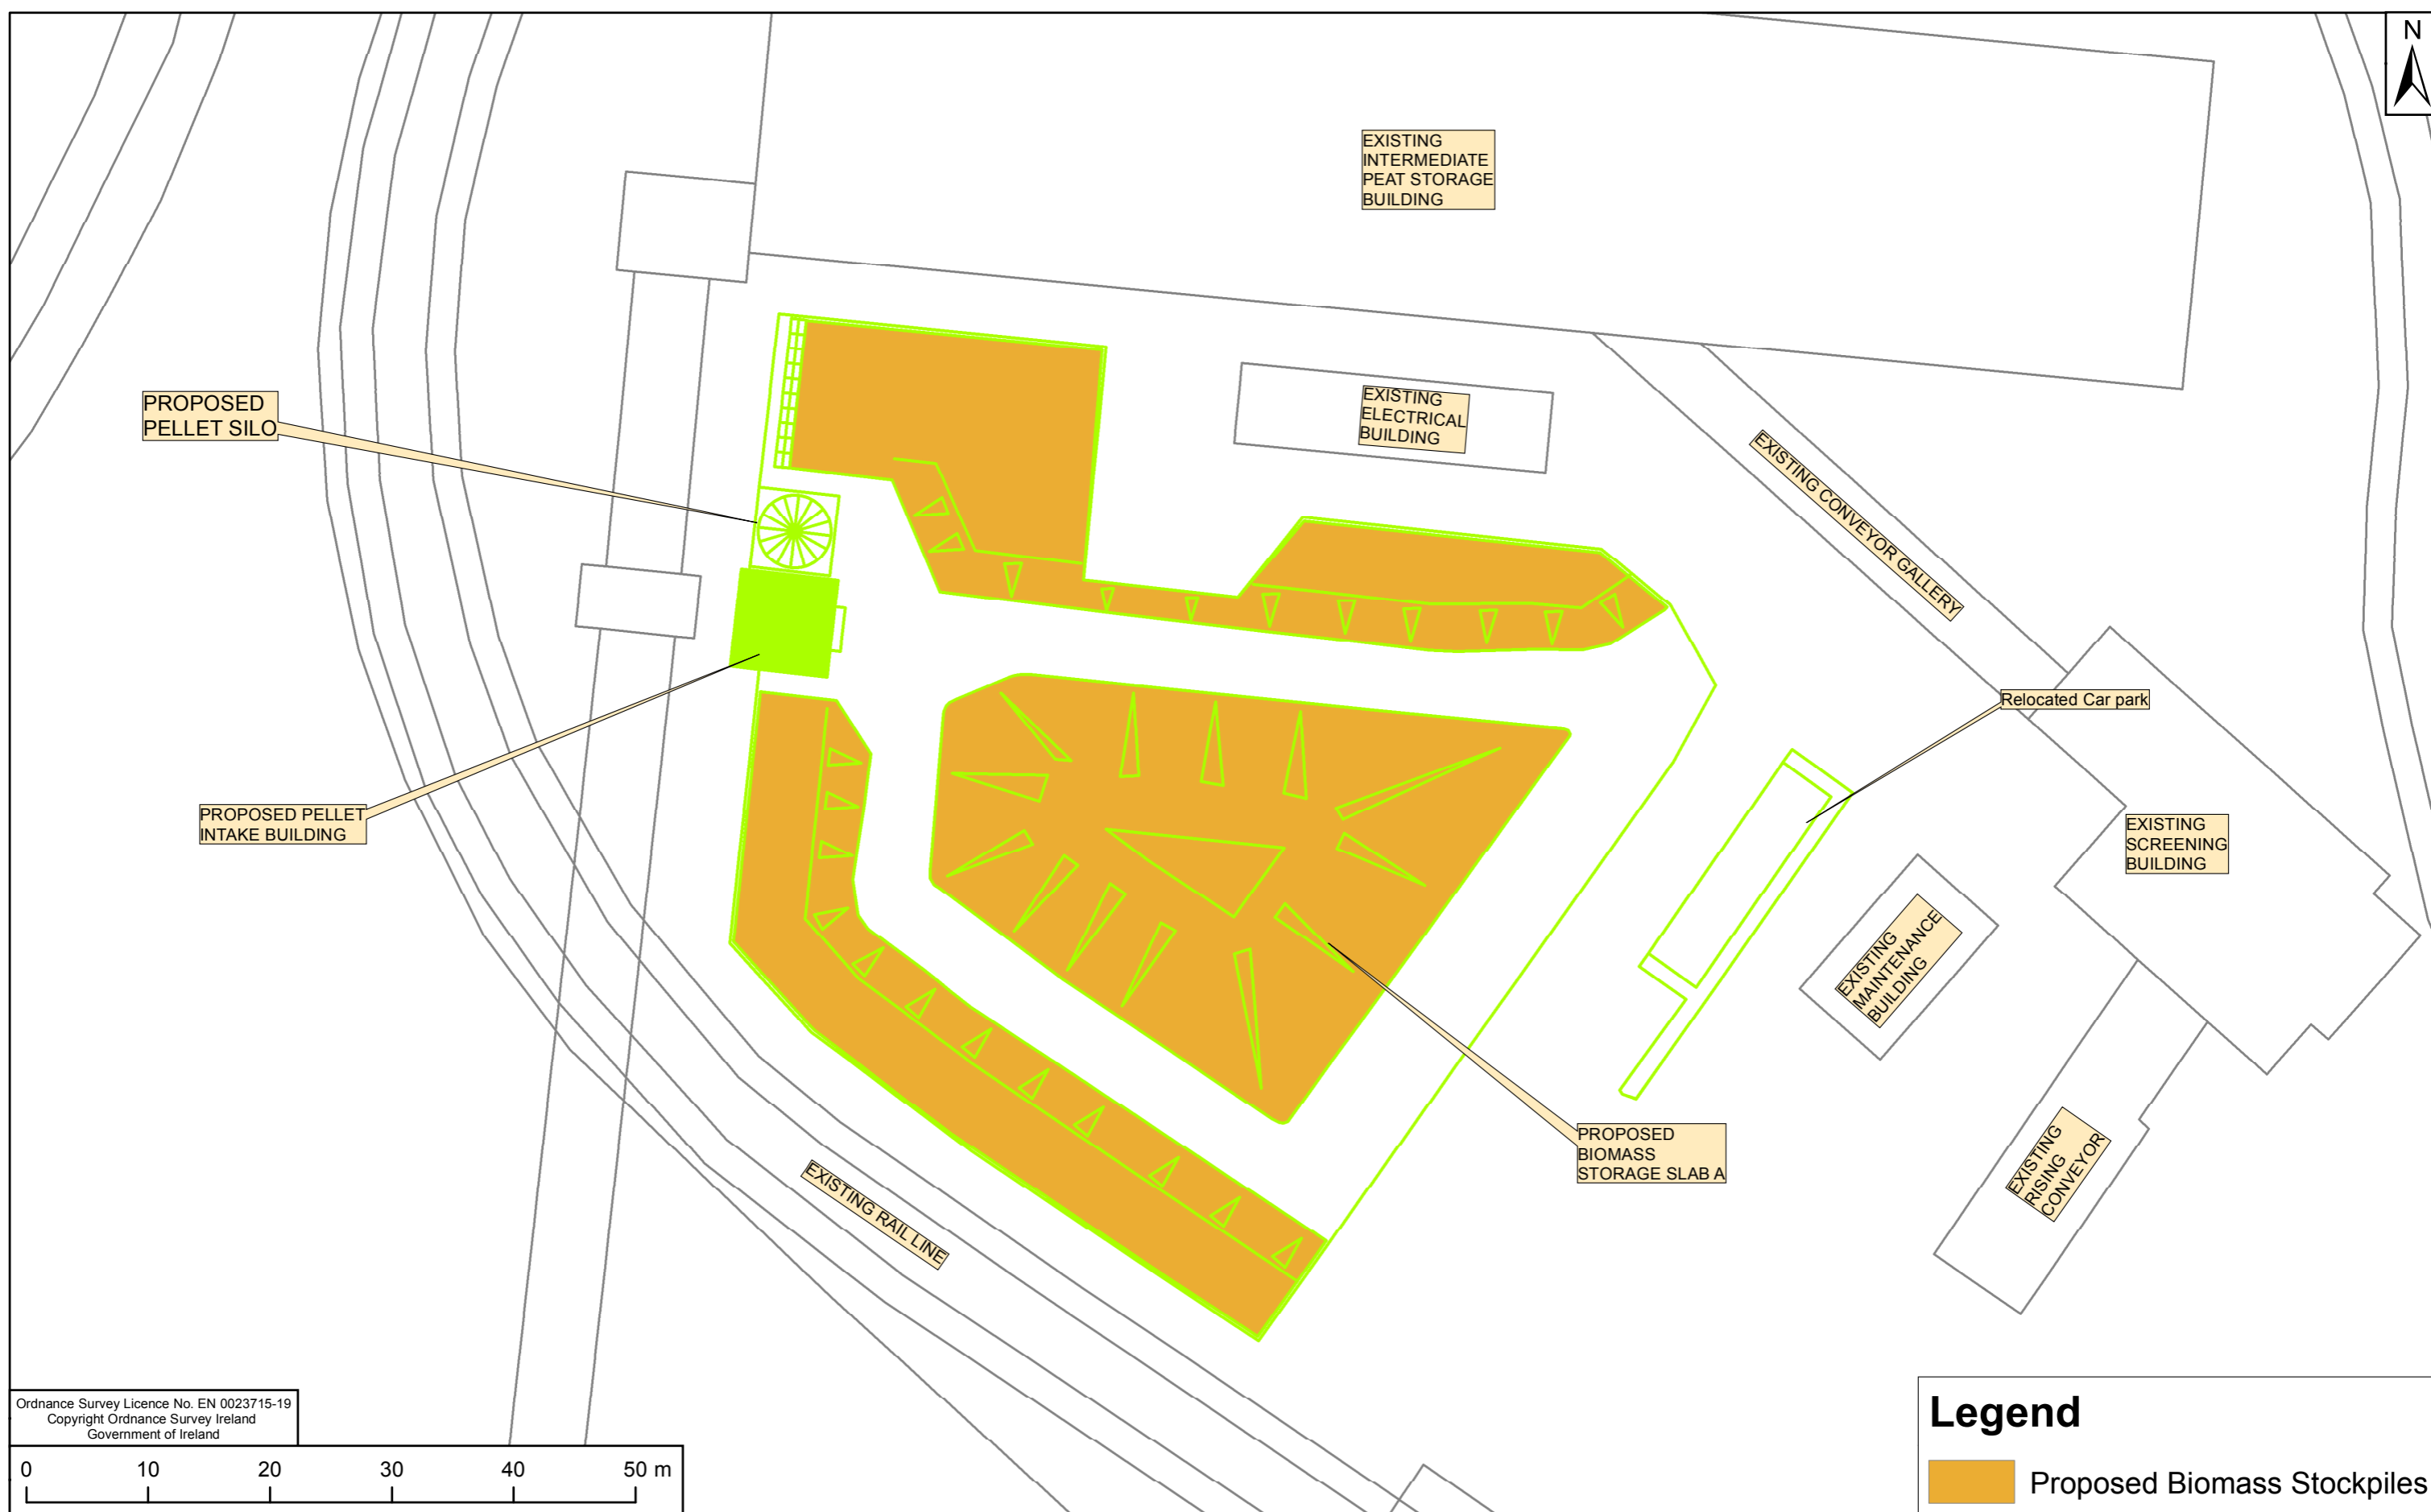 N
EXISTING
INTERMEDIATE
PEAT STORAGE
BUILDING
PROPOSED
PELLET SILO
EXISTING
ELECTRICAL
BUILDING
EXISTING CONVEYOR GALLERY
Relocated Car park
PROPOSED PELLET
INTAKE BUILDING
EXISTING
SCREENING
BUILDING
EXISTING
MAINTENANCE
BUILDING
PROPOSED
BIOMASS
STORAGE SLAB A
EXISTING
RISING
CONVEYOR
EXISTING RAIL LINE
Ordnance Survey Licence No. EN 0023715-19
Copyright Ordnance Survey Ireland
Government of Ireland
0 10 20 30 40 50 m
Legend
Proposed Biomass Stockpiles